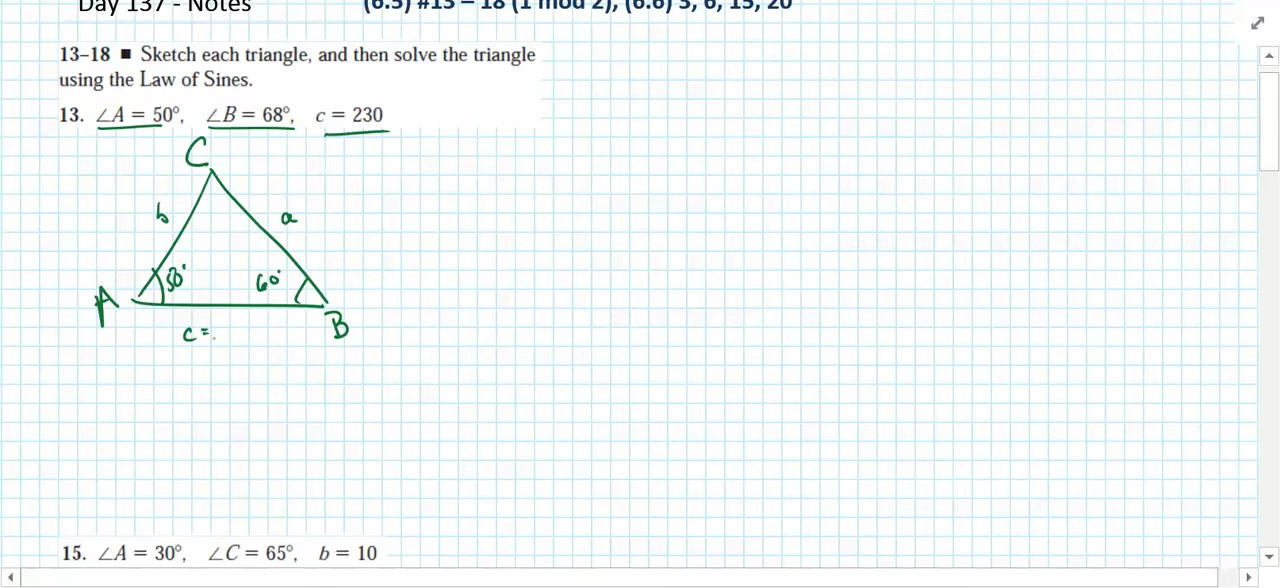 Day 137 - Notes
(6.5) #13 – 18 (1 mod 2), (6.6) 3, 6, 15, 20
13–18 ■ Sketch each triangle, and then solve the triangle
using the Law of Sines.
13. ∠A = 50°, ∠B = 68°, c = 230
C
b
a
50°
60°
A
B
c =
15. ∠A = 30°, ∠C = 65°, b = 10